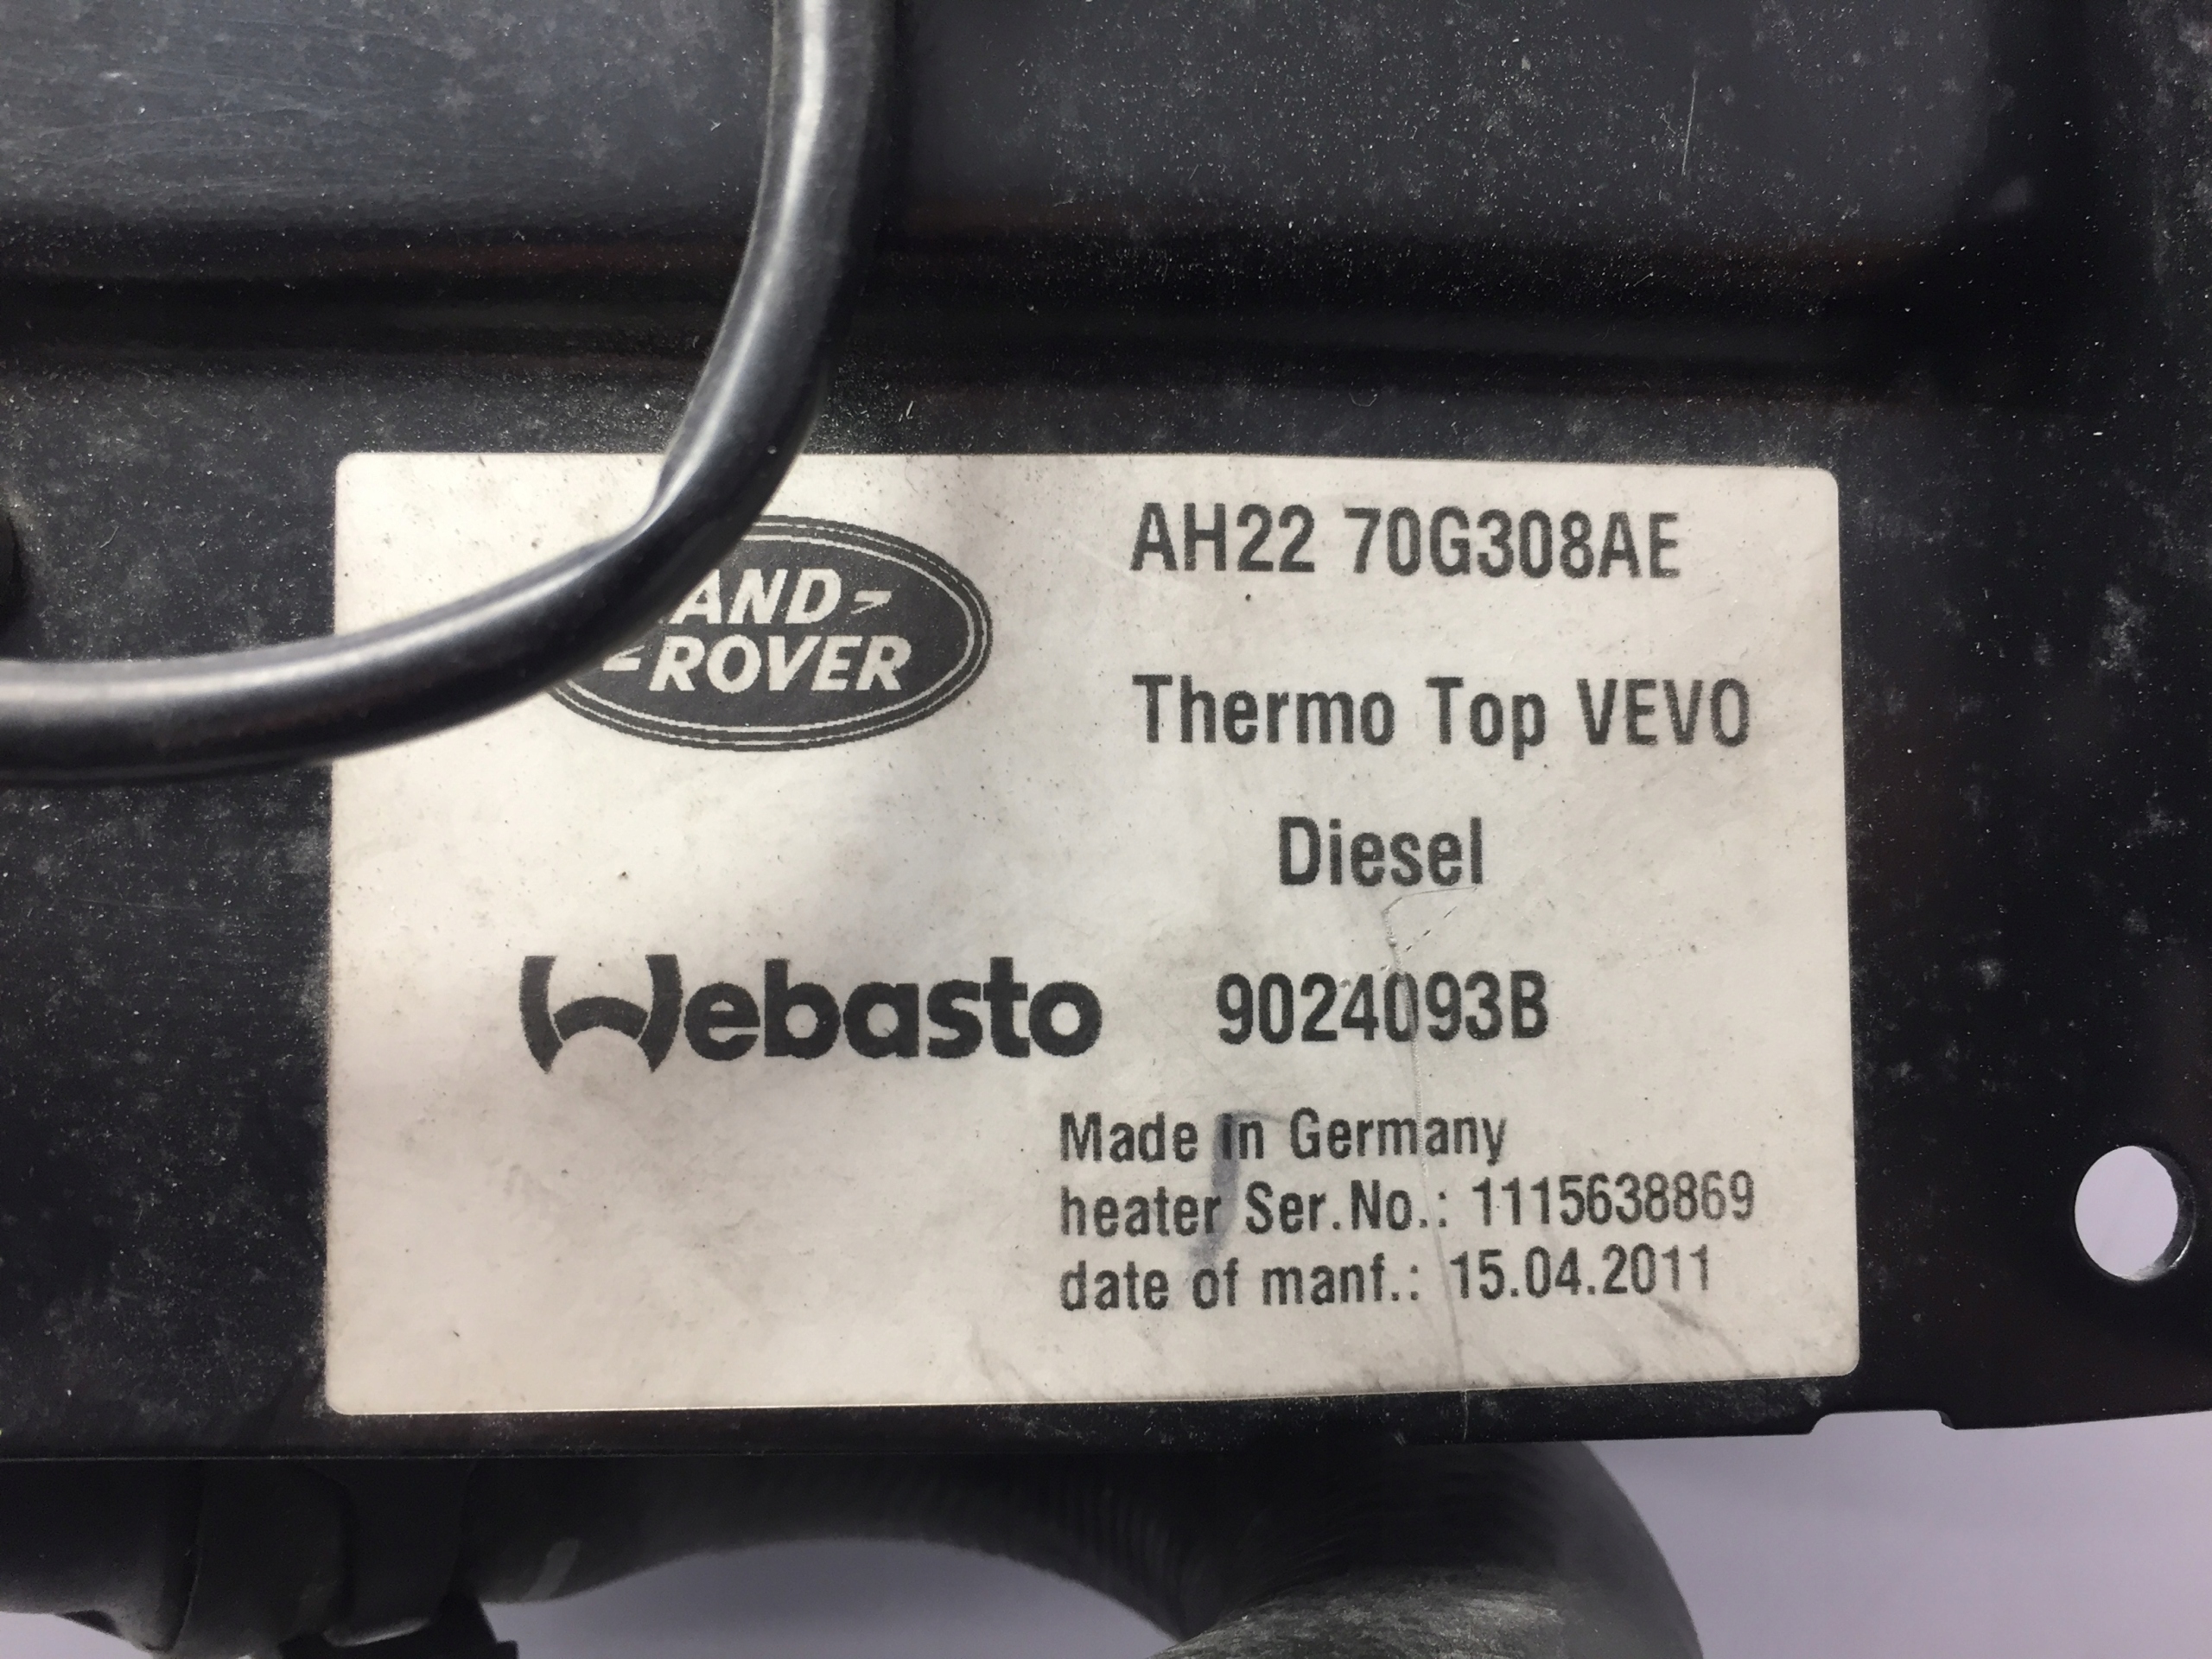 AND
ROVER
AH22 70G308AE
Thermo Top VEVO
Diesel
Webasto 9024093B
Made in Germany
heater Ser.No.: 1115638869
date of manf.: 15.04.2011